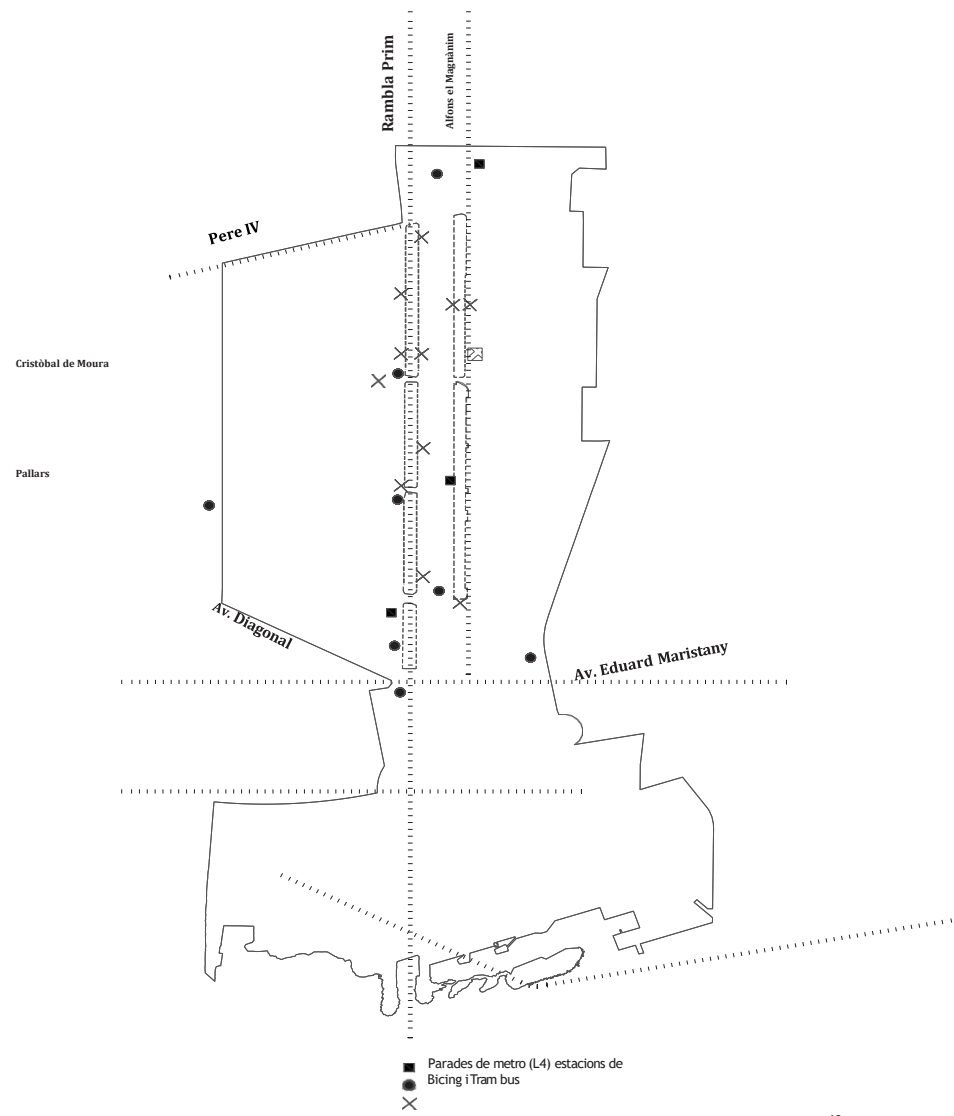 Rambla Prim
Alfons el Magnànim
Pere IV
Cristòbal de Moura
Pallars
Av. Diagonal
Av. Eduard Maristany
Parades de metro (L4) estacions de
Bicing i Tram bus